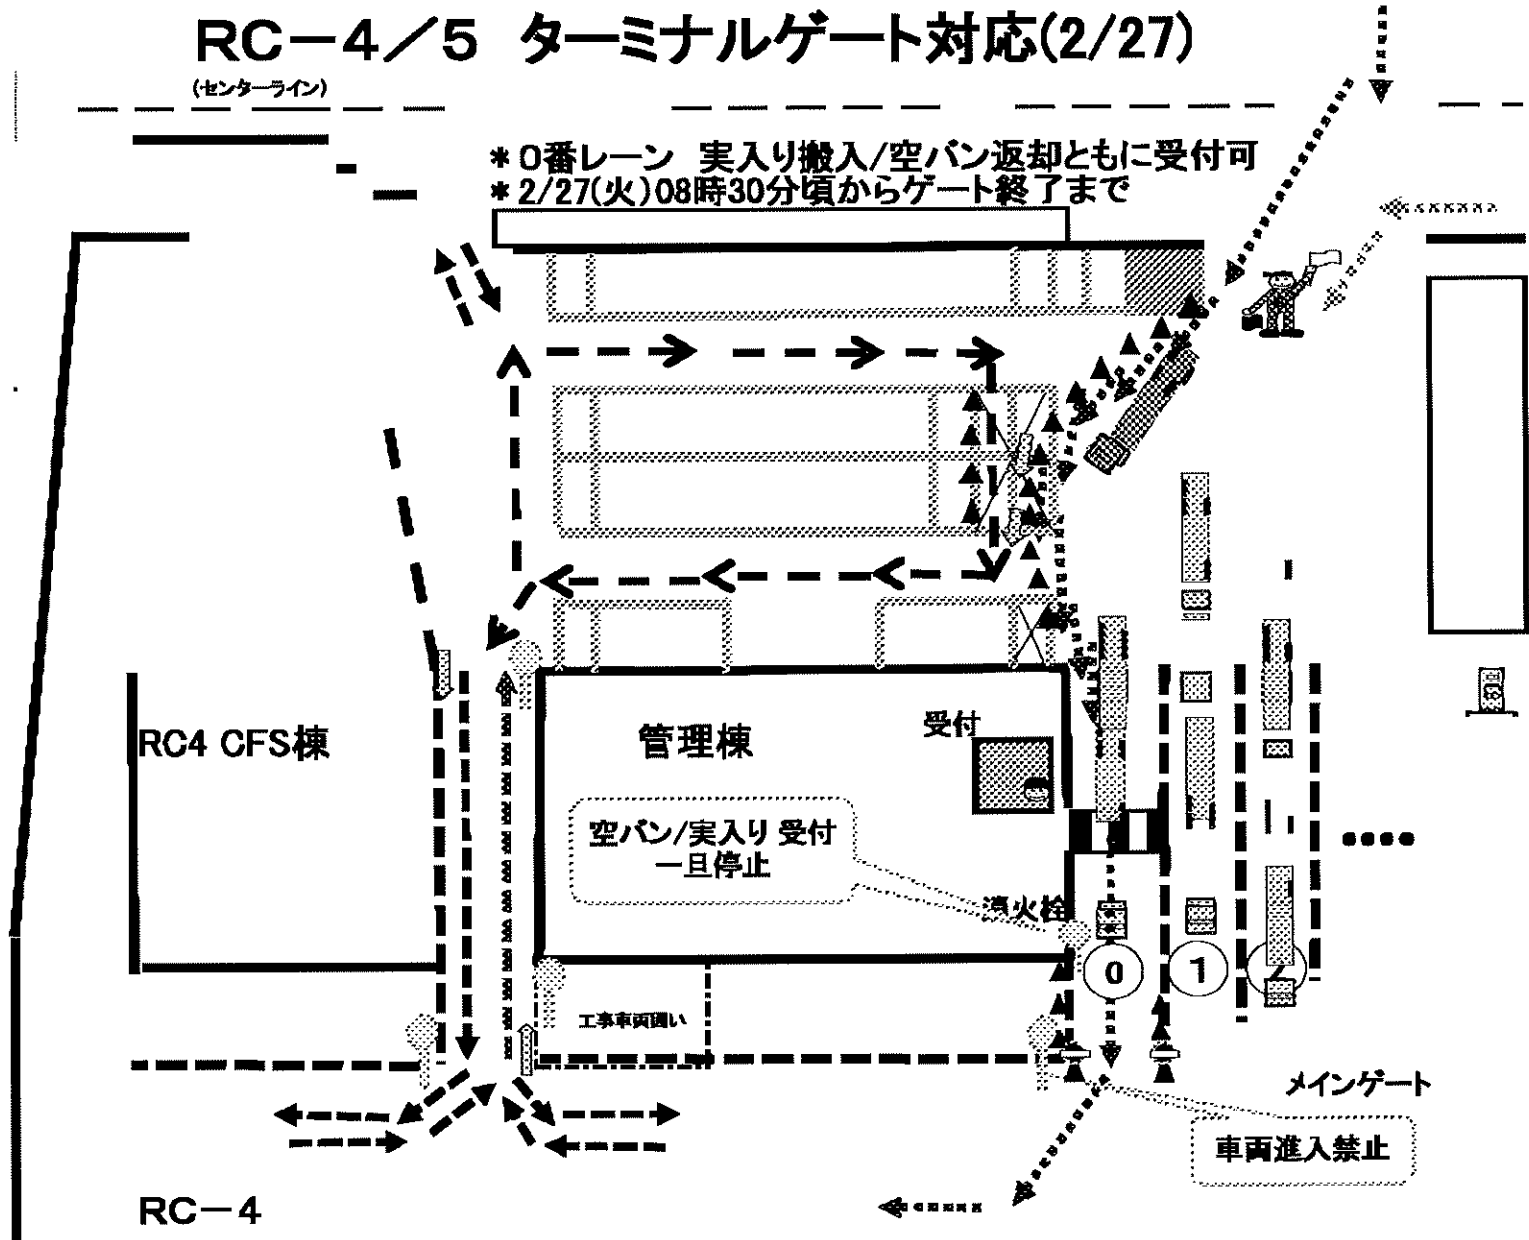 RC－4／5 ターミナルゲート対応(2/27)
(センターライン)
＊０番レーン 実入り搬入/空バン返却ともに受付可
＊2/27(火)08時30分頃からゲート終了まで
RC4 CFS棟
管理棟
受付
空バン/実入り 受付
一旦停止
消火栓
0
1
2
工事車両囲い
メインゲート
車両進入禁止
RC－4